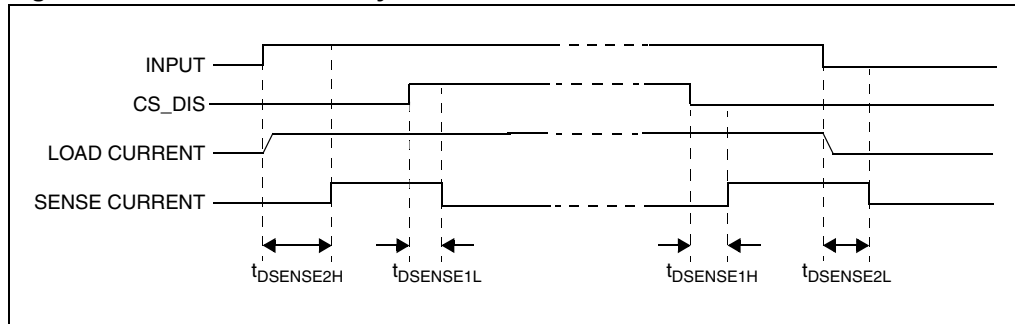 INPUT
CS_DIS
LOAD CURRENT
SENSE CURRENT
tDSENSE2H
tDSENSE1L
tDSENSE1H
tDSENSE2L